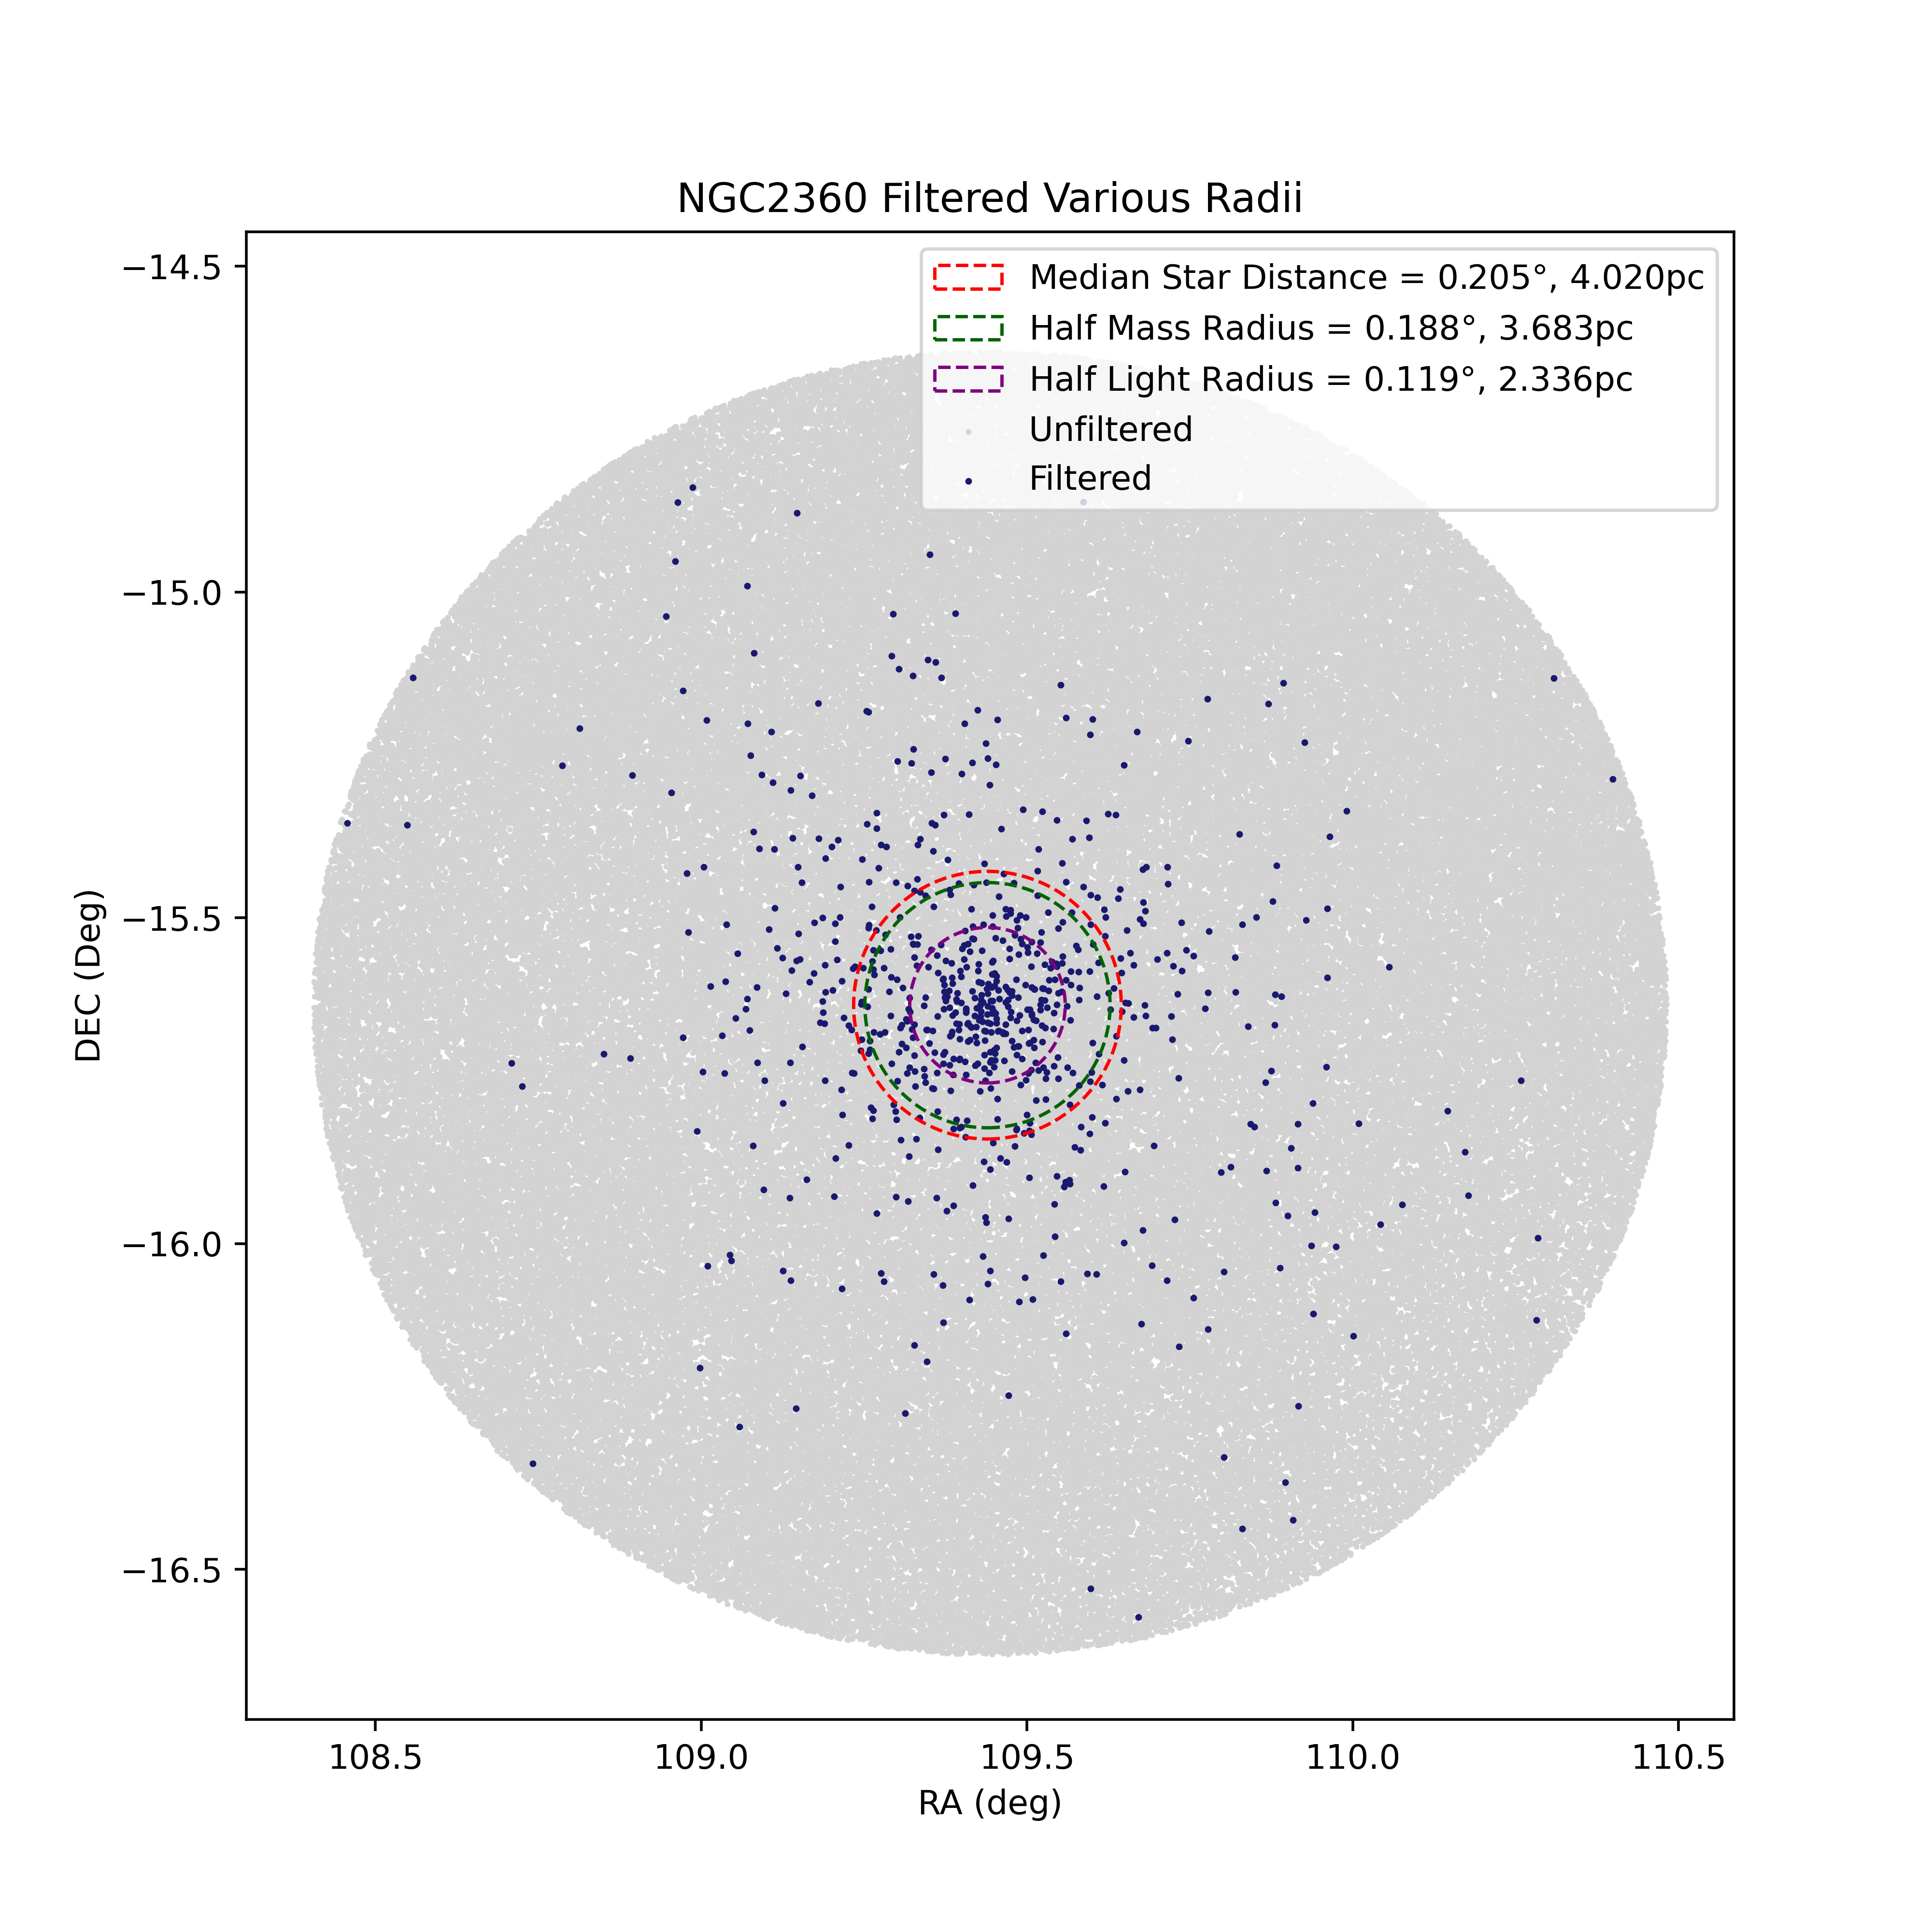 NGC2360 Filtered Various Radii
Median Star Distance = 0.205°, 4.020pc
Half Mass Radius = 0.188°, 3.683pc
Half Light Radius = 0.119°, 2.336pc
Unfiltered
Filtered
−14.5
−15.0
−15.5
−16.0
−16.5
DEC (Deg)
108.5 109.0 109.5 110.0 110.5
RA (deg)